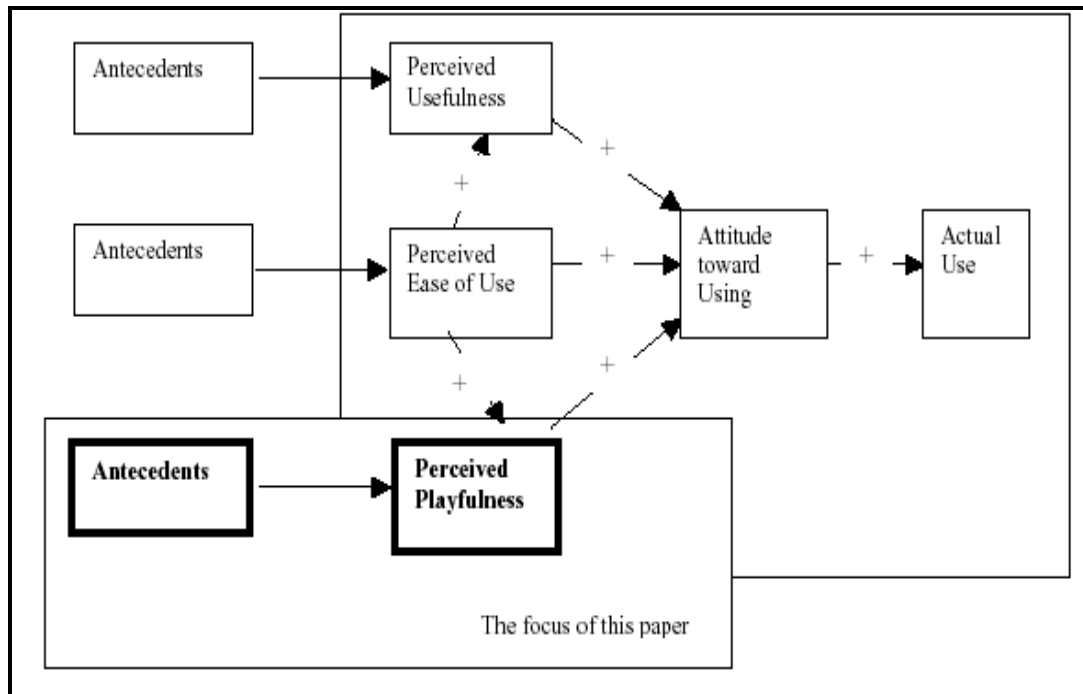 Antecedents
Perceived
Usefulness
+
+
Antecedents
Perceived
Ease of Use
+
Attitude
toward
Using
+
Actual
Use
+
+
Antecedents
Perceived
Playfulness
The focus of this paper